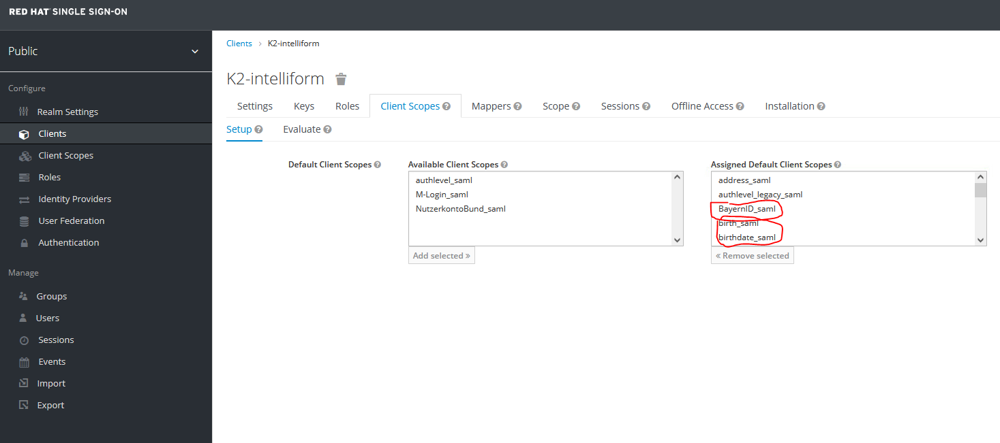 RED HAT SINGLE SIGN-ON
Public
Configure
Realm Settings
Clients
Client Scopes
Roles
Identity Providers
User Federation
Authentication
Manage
Groups
Users
Sessions
Events
Import
Export
Clients > K2-intelliform
K2-intelliform
Settings Keys Roles Client Scopes Mappers Scope Sessions Offline Access Installation
Setup Evaluate
Default Client Scopes
Available Client Scopes
authlevel_saml
M-Login_saml
NutzerkontoBund_saml
Add selected »
Assigned Default Client Scopes
address_saml
authlevel_legacy_saml
BayernID_saml
birth_saml
birthdate_saml
« Remove selected